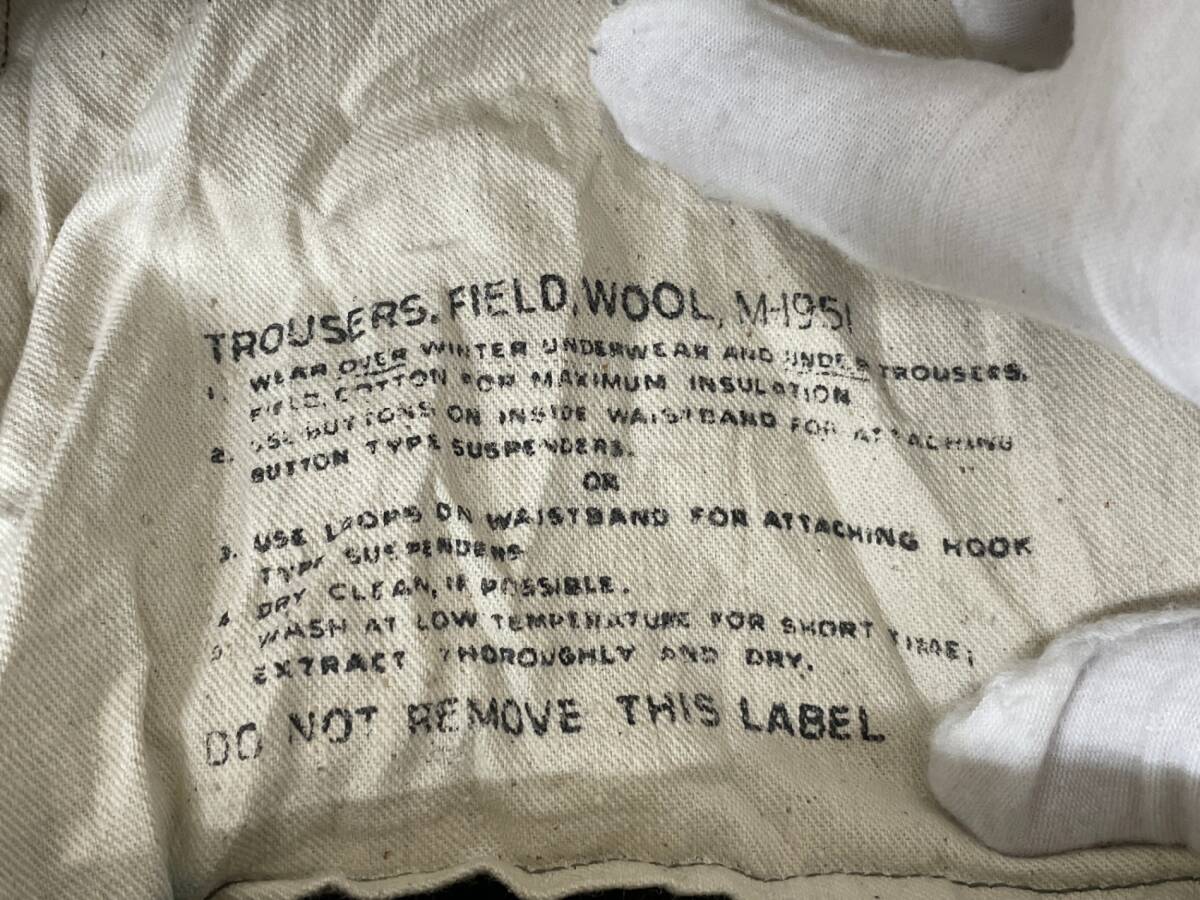 TROUSERS, FIELD, WOOL, M-1951
1. WEAR OVER WINTER UNDERWEAR AND UNDER TROUSERS,
FIELD, COTTON FOR MAXIMUM INSULATION
2. USE BUTTONS ON INSIDE WAISTBAND FOR ATTACHING
BUTTON TYPE SUSPENDERS.
OR
3. USE LOOPS ON WAISTBAND FOR ATTACHING HOOK
TYPE SUSPENDERS
4. DRY CLEAN, IF POSSIBLE.
5. WASH AT LOW TEMPERATURE FOR SHORT TIME;
EXTRACT THOROUGHLY AND DRY.
DO NOT REMOVE THIS LABEL